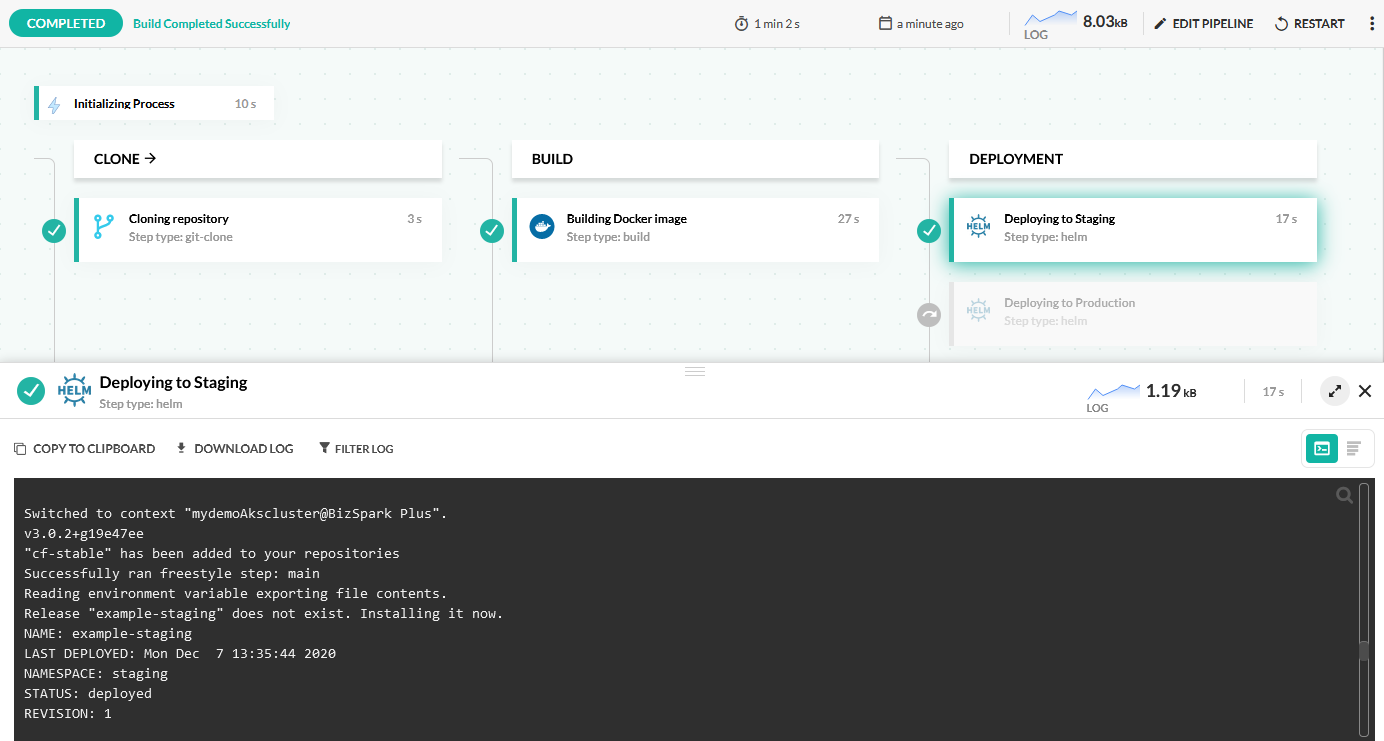 COMPLETED Build Completed Successfully 1 min 2 s a minute ago LOG 8.03kB EDIT PIPELINE RESTART
Initializing Process 10 s
CLONE BUILD DEPLOYMENT
Cloning repository 3 s
Step type: git-clone
Building Docker image 27 s
Step type: build
HELM Deploying to Staging 17 s
Step type: helm
HELM Deploying to Production
Step type: helm
HELM Deploying to Staging
Step type: helm
LOG 1.19 kB 17 s
COPY TO CLIPBOARD DOWNLOAD LOG FILTER LOG
Switched to context "mydemoAkscluster@BizSpark Plus".
v3.0.2+g19e47ee
"cf-stable" has been added to your repositories
Successfully ran freestyle step: main
Reading environment variable exporting file contents.
Release "example-staging" does not exist. Installing it now.
NAME: example-staging
LAST DEPLOYED: Mon Dec  7 13:35:44 2020
NAMESPACE: staging
STATUS: deployed
REVISION: 1